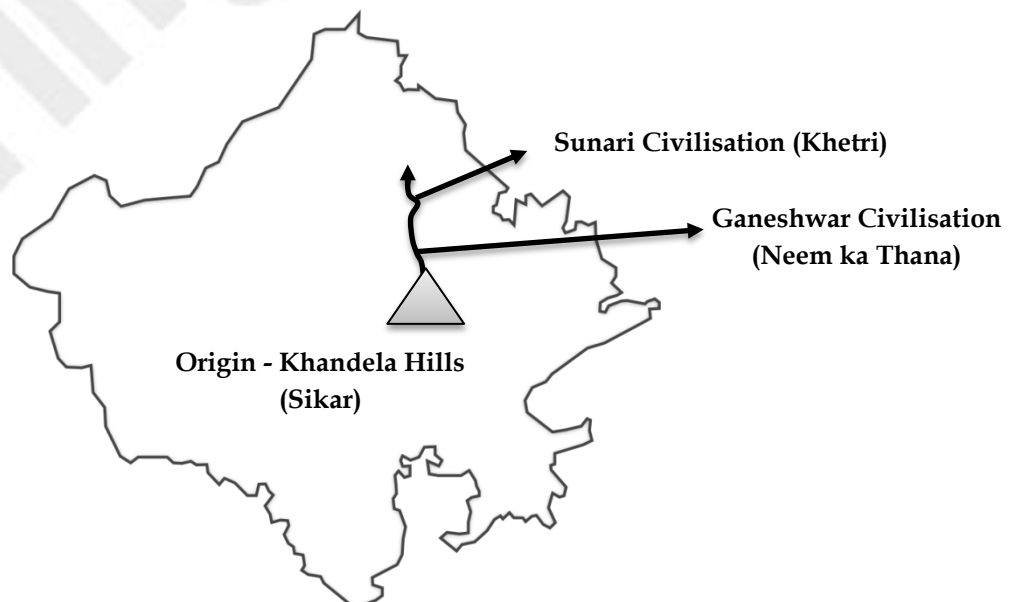 Sunari Civilisation (Khetri)
Ganeshwar Civilisation
(Neem ka Thana)
Origin - Khandela Hills
(Sikar)